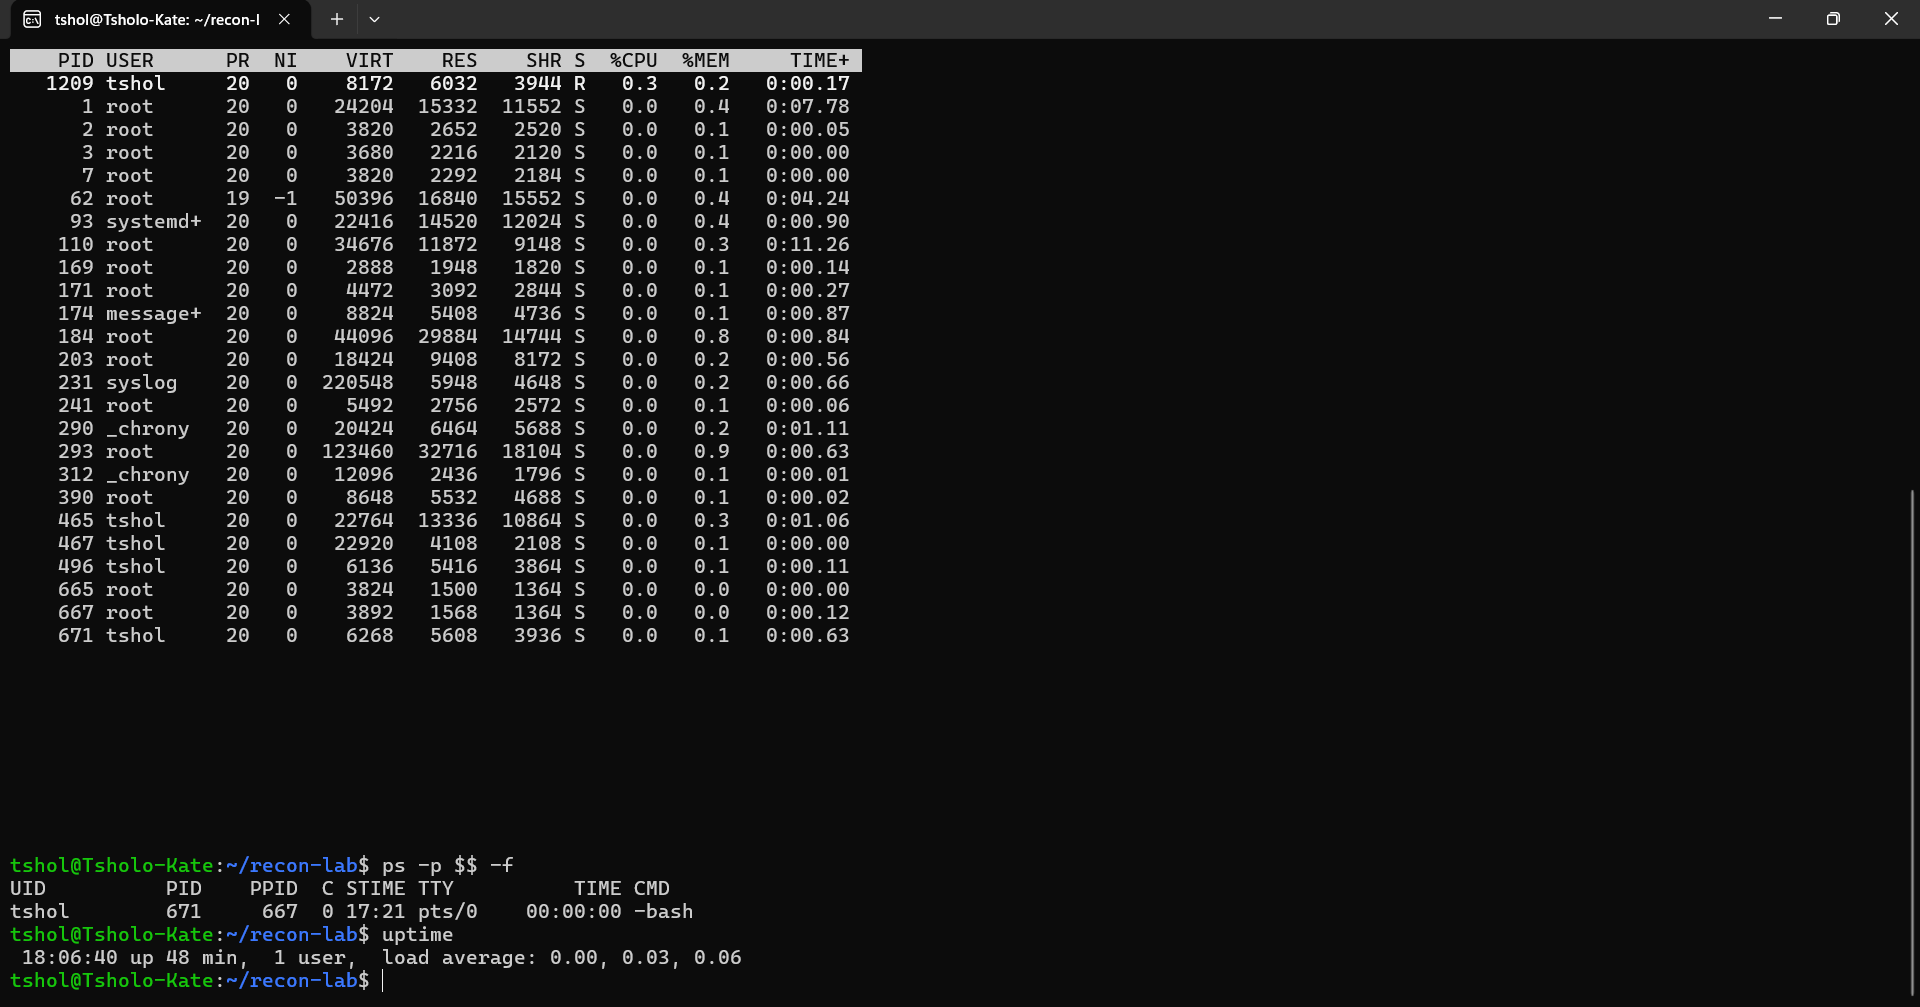 tshol@Tsholo-Kate: ~/recon-l
PID USER PR NI VIRT RES SHR S %CPU %MEM TIME+
1209 tshol 20 0 8172 6032 3944 R 0.3 0.2 0:00.17
1 root 20 0 24204 15332 11552 S 0.0 0.4 0:07.78
2 root 20 0 3820 2652 2520 S 0.0 0.1 0:00.05
3 root 20 0 3680 2216 2120 S 0.0 0.1 0:00.00
7 root 20 0 3820 2292 2184 S 0.0 0.1 0:00.00
62 root 19 -1 50396 16840 15552 S 0.0 0.4 0:04.24
93 systemd+ 20 0 22416 14520 12024 S 0.0 0.4 0:00.90
110 root 20 0 34676 11872 9148 S 0.0 0.3 0:11.26
169 root 20 0 2888 1948 1820 S 0.0 0.1 0:00.14
171 root 20 0 4472 3092 2844 S 0.0 0.1 0:00.27
174 message+ 20 0 8824 5408 4736 S 0.0 0.1 0:00.87
184 root 20 0 44096 29884 14744 S 0.0 0.8 0:00.84
203 root 20 0 18424 9408 8172 S 0.0 0.2 0:00.56
231 syslog 20 0 220548 5948 4648 S 0.0 0.2 0:00.66
241 root 20 0 5492 2756 2572 S 0.0 0.1 0:00.06
290 _chrony 20 0 20424 6464 5688 S 0.0 0.2 0:01.11
293 root 20 0 123460 32716 18104 S 0.0 0.9 0:00.63
312 _chrony 20 0 12096 2436 1796 S 0.0 0.1 0:00.01
390 root 20 0 8648 5532 4688 S 0.0 0.1 0:00.02
465 tshol 20 0 22764 13336 10864 S 0.0 0.3 0:01.06
467 tshol 20 0 22920 4108 2108 S 0.0 0.1 0:00.00
496 tshol 20 0 6136 5416 3864 S 0.0 0.1 0:00.11
665 root 20 0 3824 1500 1364 S 0.0 0.0 0:00.00
667 root 20 0 3892 1568 1364 S 0.0 0.0 0:00.12
671 tshol 20 0 6268 5608 3936 S 0.0 0.1 0:00.63
tshol@Tsholo-Kate:~/recon-lab$ ps -p $$ -f
UID PID PPID C STIME TTY TIME CMD
tshol 671 667 0 17:21 pts/0 00:00:00 -bash
tshol@Tsholo-Kate:~/recon-lab$ uptime
18:06:40 up 48 min, 1 user, load average: 0.00, 0.03, 0.06
tshol@Tsholo-Kate:~/recon-lab$